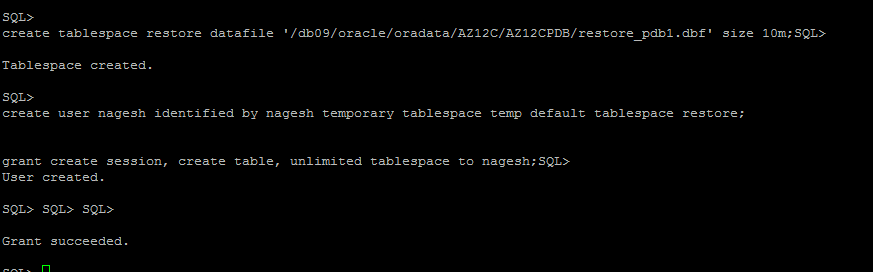 SQL>
create tablespace restore datafile '/db09/oracle/oradata/AZ12C/AZ12CPDB/restore_pdb1.dbf' size 10m;SQL>
Tablespace created.
SQL>
create user nagesh identified by nagesh temporary tablespace temp default tablespace restore;
grant create session, create table, unlimited tablespace to nagesh;SQL>
User created.
SQL> SQL> SQL>
Grant succeeded.
SQL>